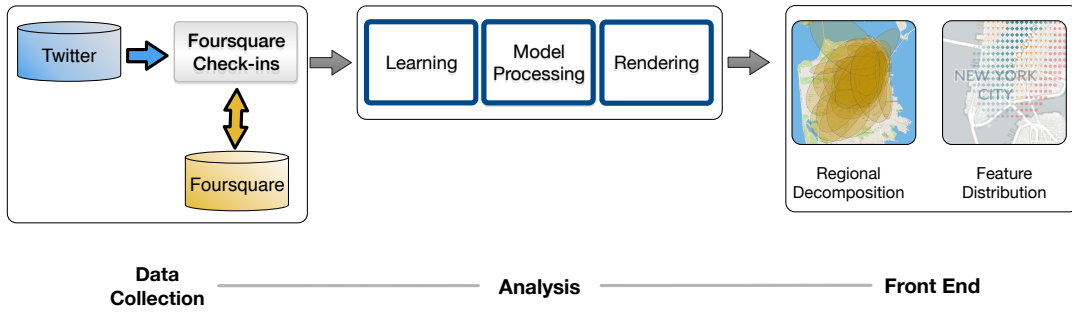 Twitter
Foursquare
Check-ins
Foursquare
Learning
Model
Processing
Rendering
NEW YORK
CITY
Regional
Decomposition
Feature
Distribution
Data
Collection
Analysis
Front End